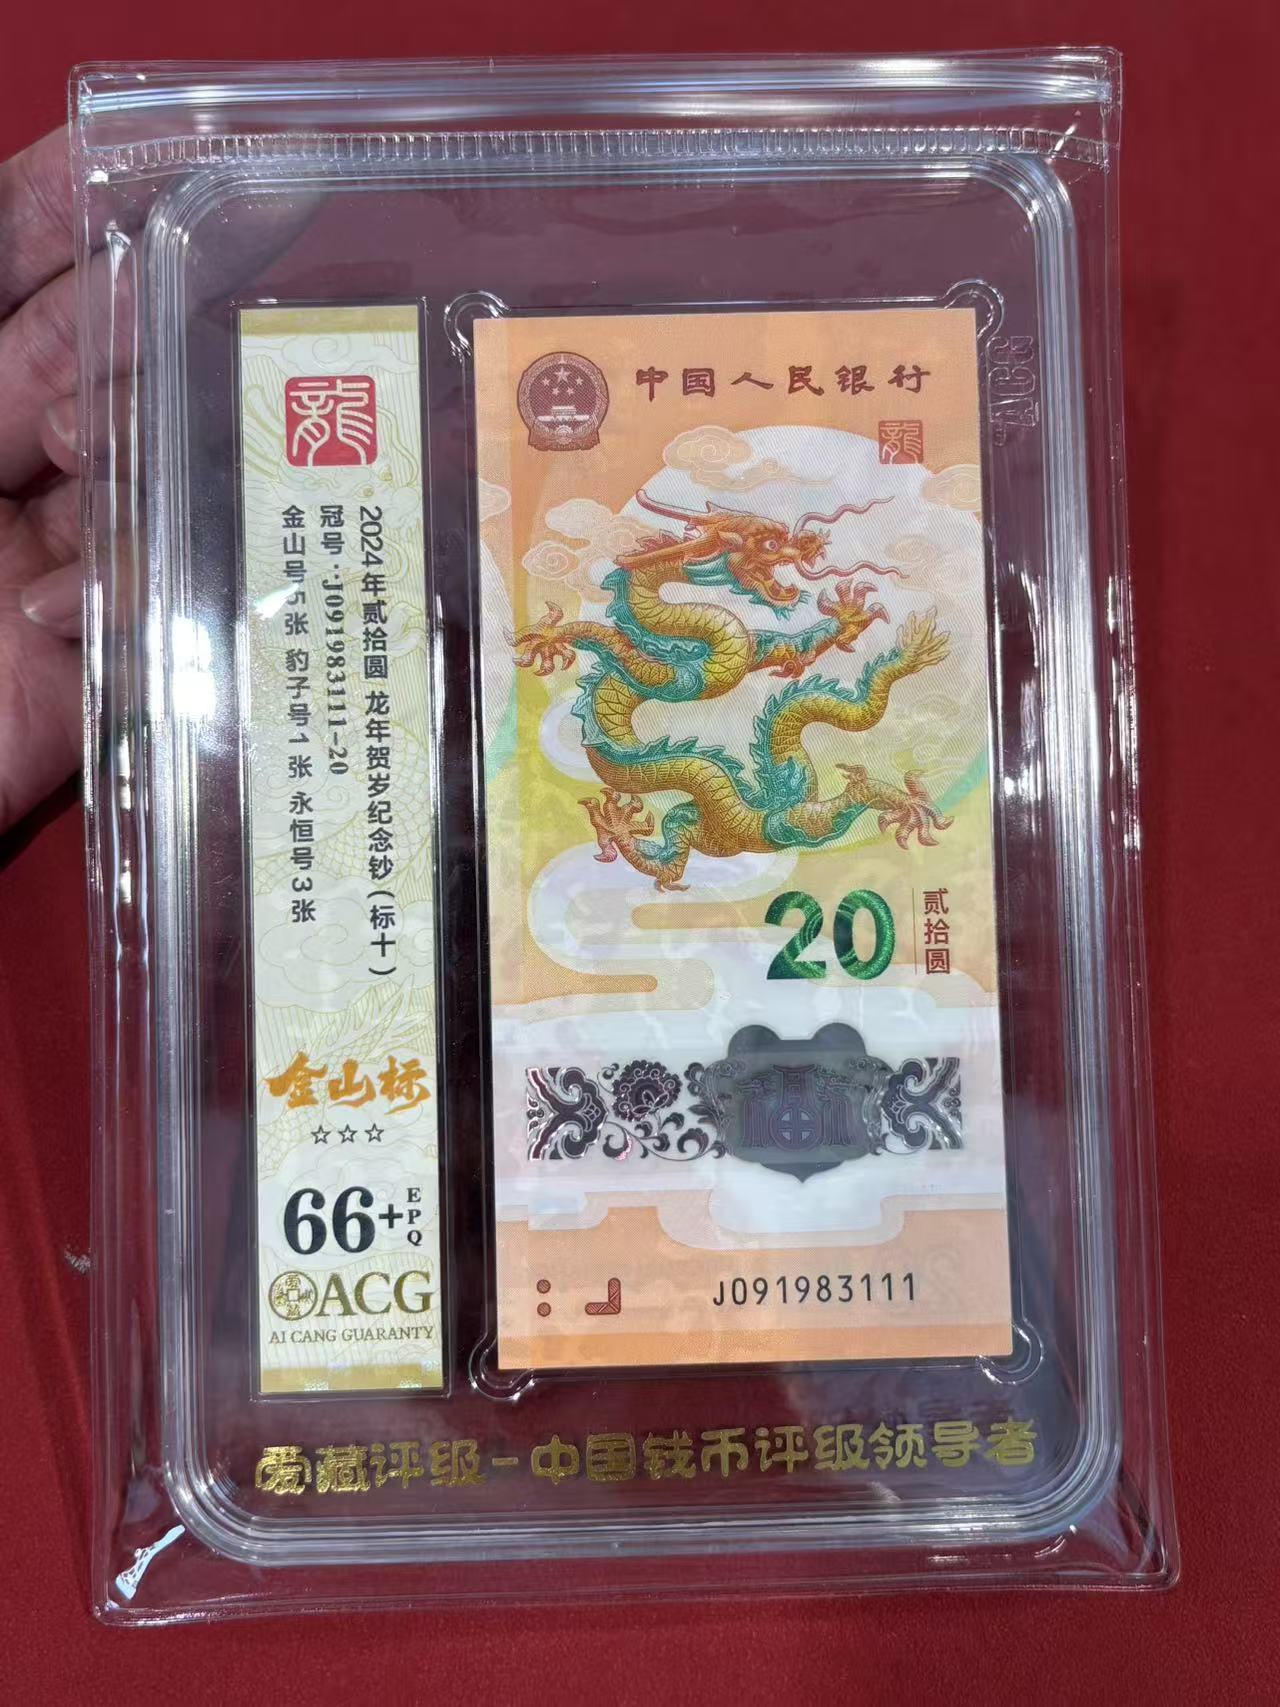 龍
2024年贰拾圆 龙年贺岁纪念钞(标十)
冠号:J091983111-20
金山号5张 豹子号1张 永恒号3张
金山标
☆☆☆
66+
EPQ
ACG
AI CANG GUARANTY
中国人民银行
龍
20
贰拾圆
J091983111
ACG
爱藏评级-中国钱币评级领导者